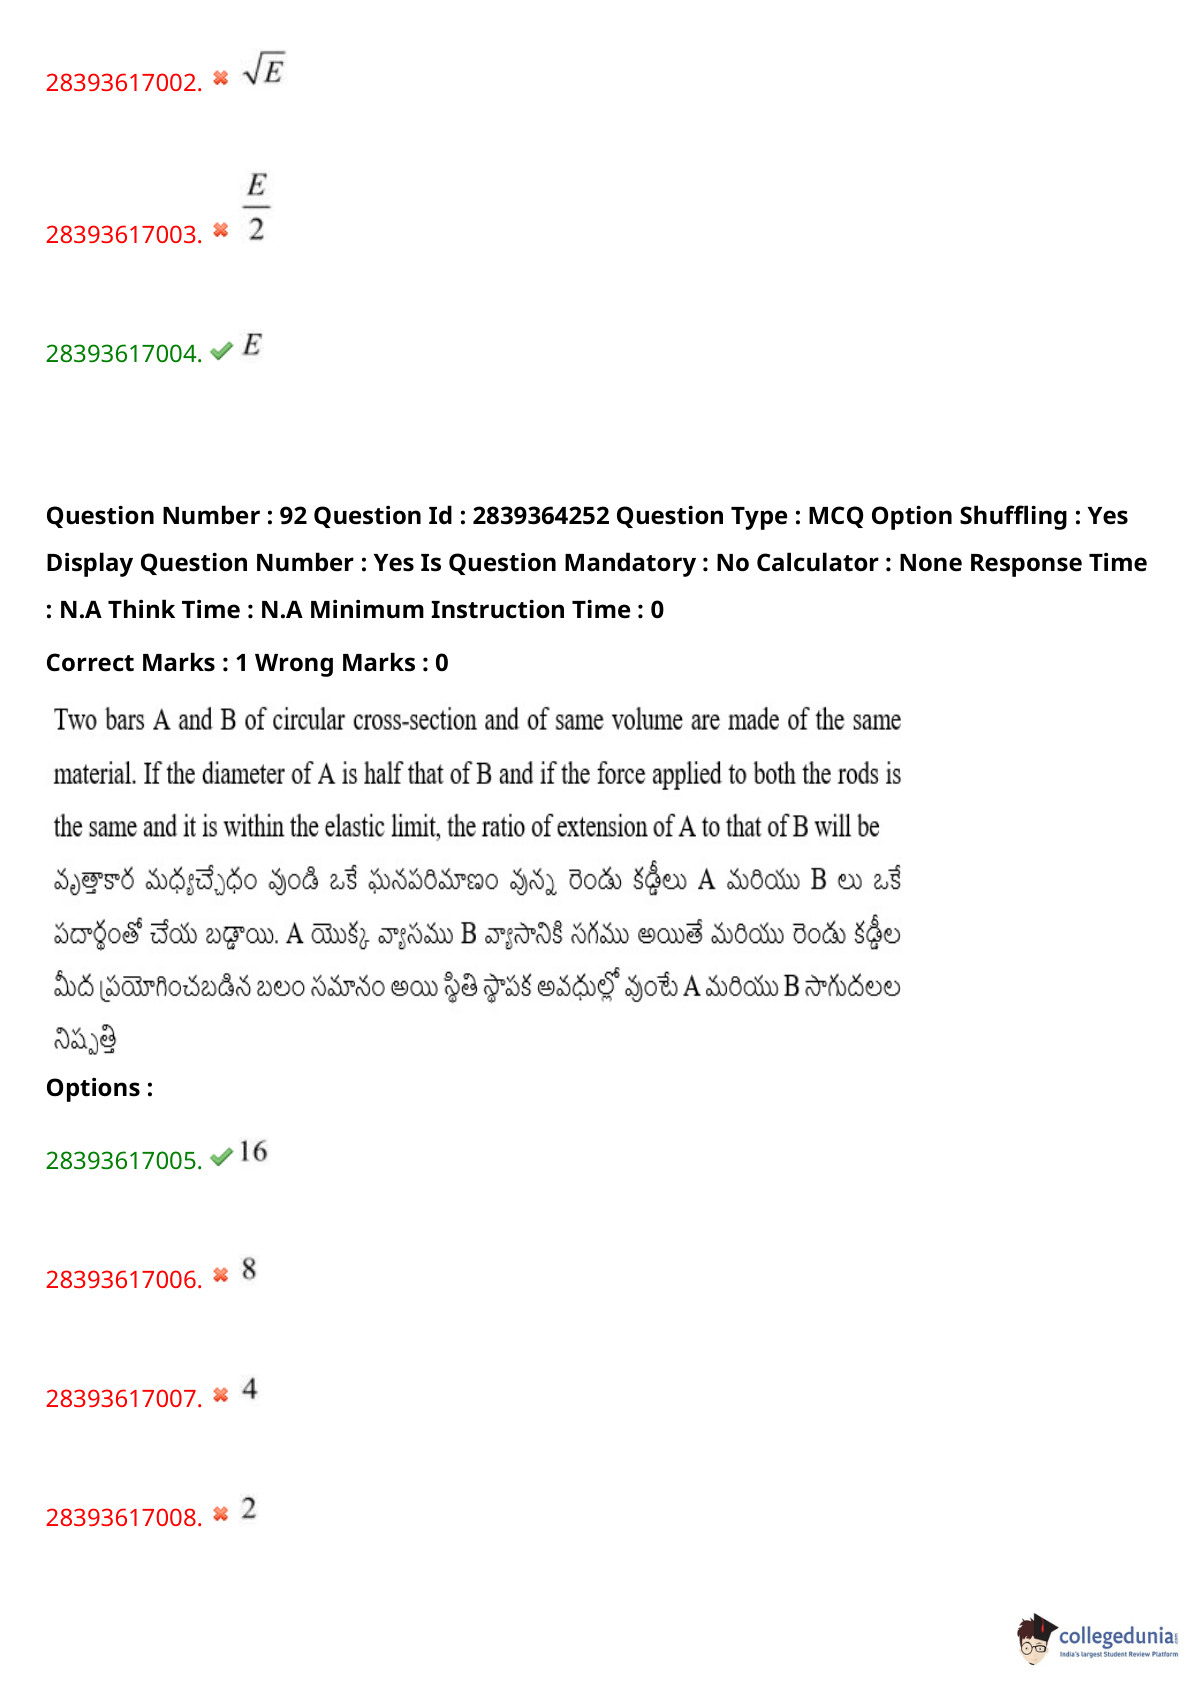 28393617002. ✖ √E
28393617003. ✖ E/2
28393617004. ✔ E
Question Number : 92 Question Id : 2839364252 Question Type : MCQ Option Shuffling : Yes
Display Question Number : Yes Is Question Mandatory : No Calculator : None Response Time
: N.A Think Time : N.A Minimum Instruction Time : 0
Correct Marks : 1 Wrong Marks : 0
Two bars A and B of circular cross-section and of same volume are made of the same
material. If the diameter of A is half that of B and if the force applied to both the rods is
the same and it is within the elastic limit, the ratio of extension of A to that of B will be
వృత్తాకార మధ్యచ్ఛేధం వుండి ఒకే ఘనపరిమాణం వున్న రెండు కడ్డీలు A మరియు B లు ఒకే
పదార్థంతో చేయ బడ్డాయి. A యొక్క వ్యాసము B వ్యాసానికి సగము అయితే మరియు రెండు కడ్డీల
మీద ప్రయోగించబడిన బలం సమానం అయి స్థితి స్థాపక అవధుల్లో వుంటే A మరియు B సాగుదలల
నిష్పత్తి
Options :
28393617005. ✔ 16
28393617006. ✖ 8
28393617007. ✖ 4
28393617008. ✖ 2
collegedunia
India's largest Student Review Platform